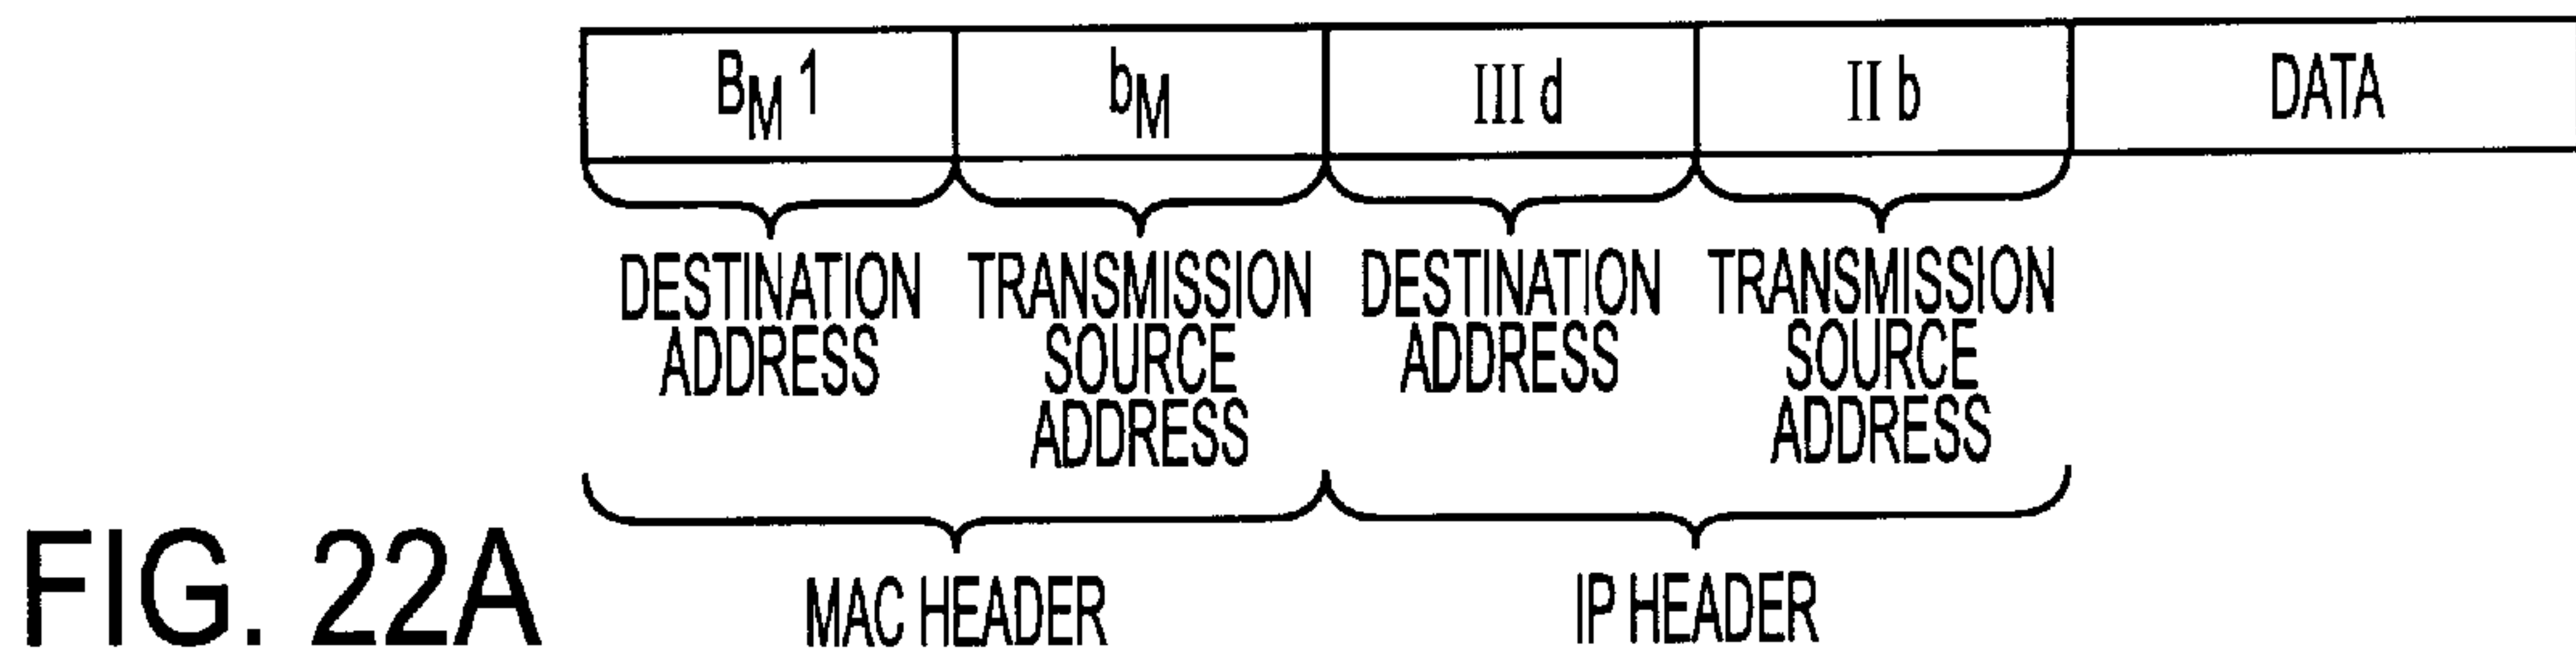 B_M 1 b_M III d II b DATA
DESTINATION TRANSMISSION DESTINATION TRANSMISSION
ADDRESS SOURCE ADDRESS SOURCE
ADDRESS ADDRESS
MAC HEADER IP HEADER
FIG. 22A